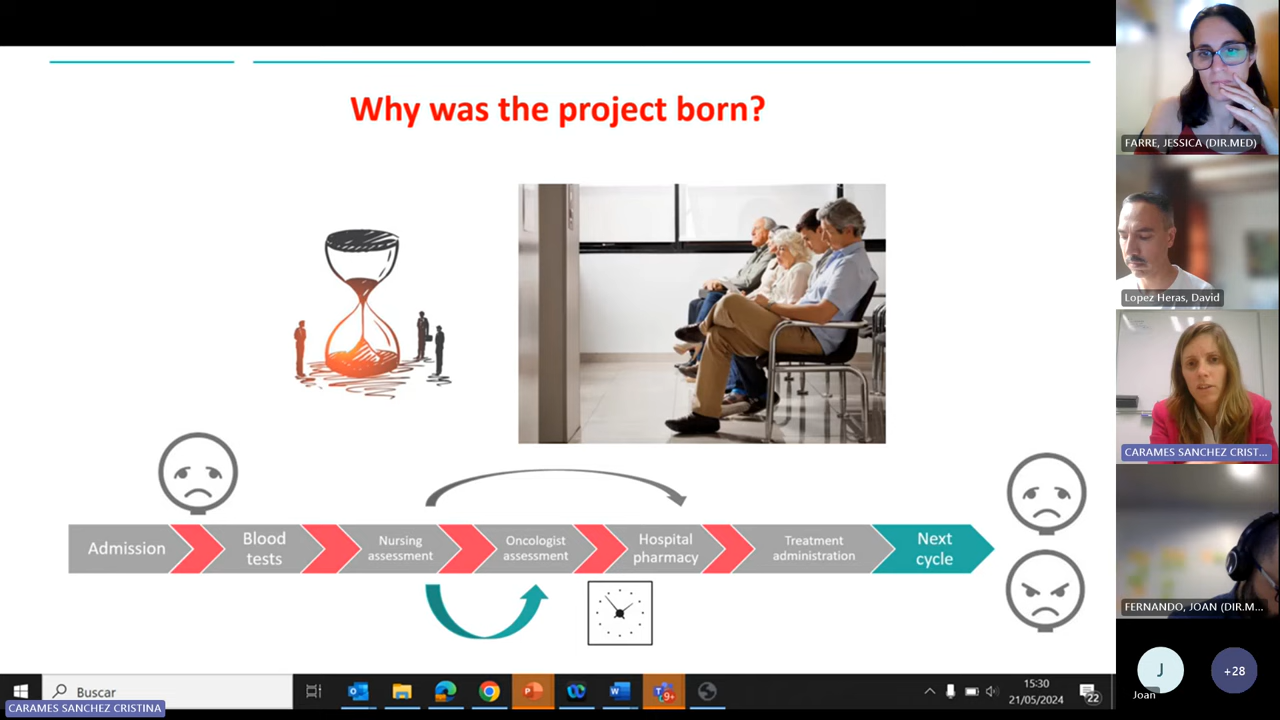 Why was the project born?
Admission
Blood
tests
Nursing
assessment
Oncologist
assessment
Hospital
pharmacy
Treatment
administration
Next
cycle
FARRE, JESSICA (DIR.MED)
Lopez Heras, David
CARAMES SANCHEZ CRIST...
FERNANDO, JOAN (DIR.M...
J
Joan
+28
Buscar
9+
15:30
21/05/2024
22
CARAMES SANCHEZ CRISTINA